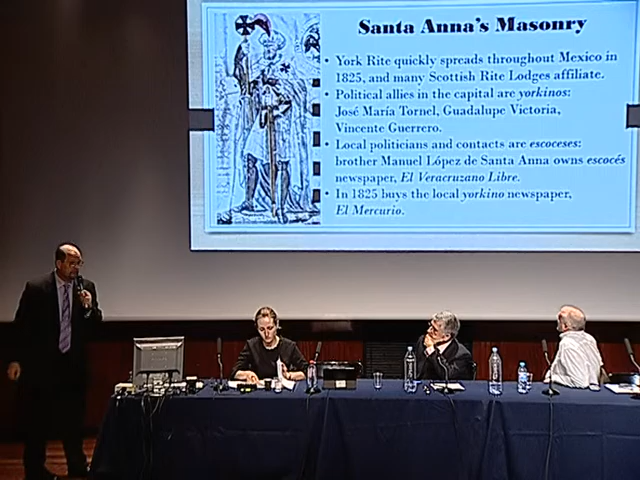 Santa Anna's Masonry
• York Rite quickly spreads throughout Mexico in
1825, and many Scottish Rite Lodges affiliate.
• Political allies in the capital are yorkinos:
José María Tornel, Guadalupe Victoria,
Vincente Guerrero.
• Local politicians and contacts are escoceses:
brother Manuel López de Santa Anna owns escocés
newspaper, El Veracruzano Libre.
• In 1825 buys the local yorkino newspaper,
El Mercurio.